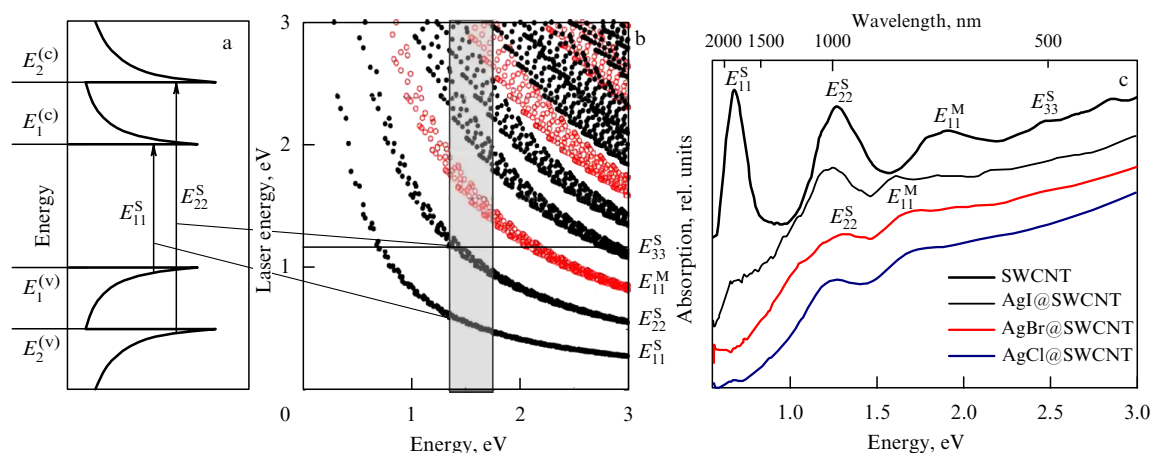 a
E₂⁽ᶜ⁾
E₁⁽ᶜ⁾
Energy
E₁₁ˢ
E₂₂ˢ
E₁⁽ᵛ⁾
E₂⁽ᵛ⁾
b
3
2
1
0
Laser energy, eV
1
2
3
Energy, eV
E₃₃ˢ
E₁₁ᴹ
E₂₂ˢ
E₁₁ˢ
Wavelength, nm
2000 1500 1000 500
c
E₁₁ˢ
E₂₂ˢ
E₁₁ᴹ
E₃₃ˢ
E₁₁ᴹ
E₂₂ˢ
Absorption, rel. units
SWCNT
AgI@SWCNT
AgBr@SWCNT
AgCl@SWCNT
1.0 1.5 2.0 2.5 3.0
Energy, eV